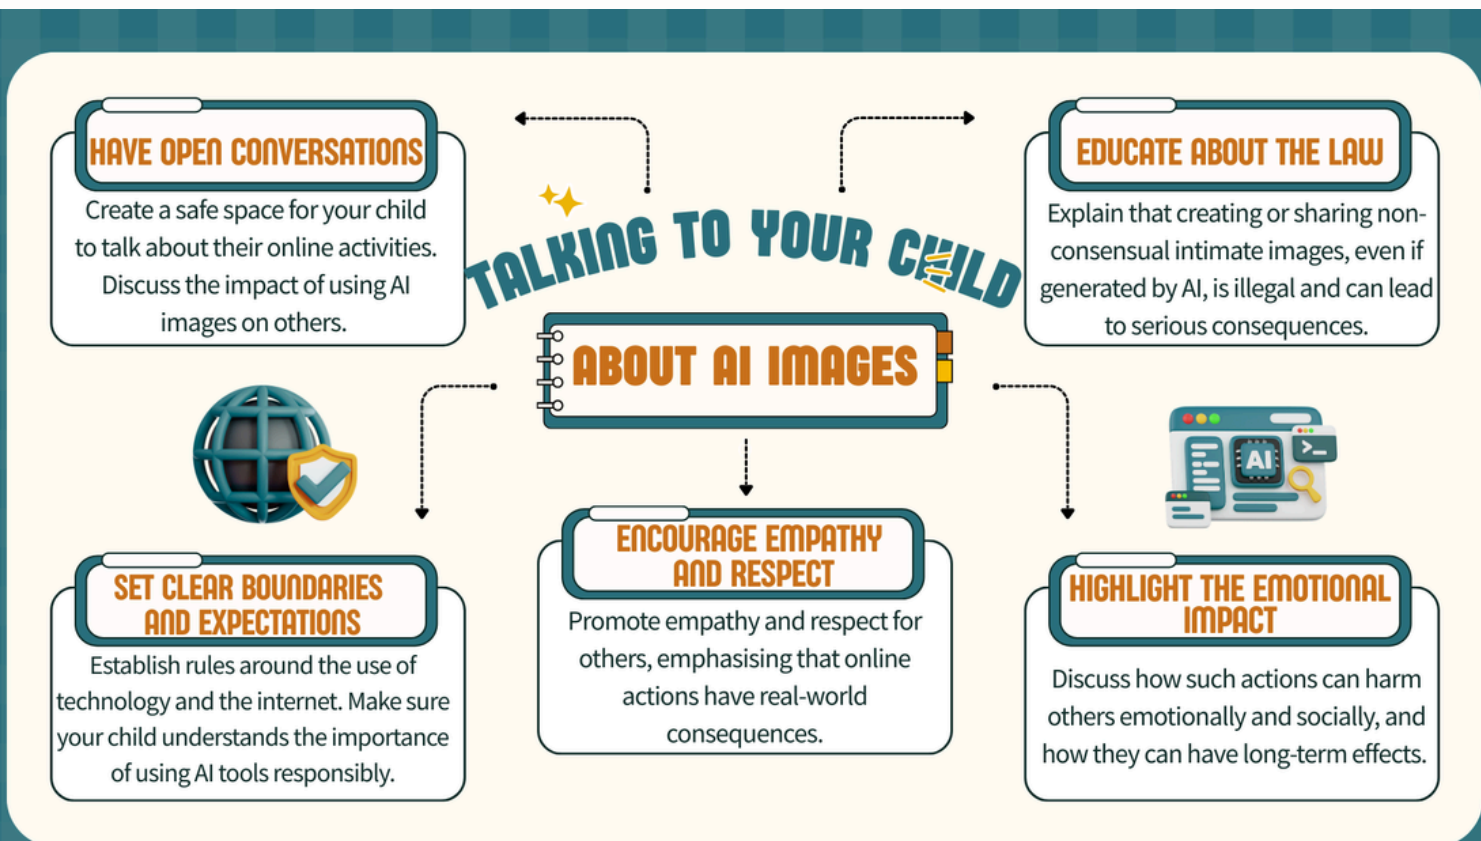 TALKING TO YOUR CHILD
ABOUT AI IMAGES
HAVE OPEN CONVERSATIONS
Create a safe space for your child
to talk about their online activities.
Discuss the impact of using AI
images on others.
EDUCATE ABOUT THE LAW
Explain that creating or sharing non-
consensual intimate images, even if
generated by AI, is illegal and can lead
to serious consequences.
SET CLEAR BOUNDARIES
AND EXPECTATIONS
Establish rules around the use of
technology and the internet. Make sure
your child understands the importance
of using AI tools responsibly.
ENCOURAGE EMPATHY
AND RESPECT
Promote empathy and respect for
others, emphasising that online
actions have real-world
consequences.
AI
>_
HIGHLIGHT THE EMOTIONAL
IMPACT
Discuss how such actions can harm
others emotionally and socially, and
how they can have long-term effects.